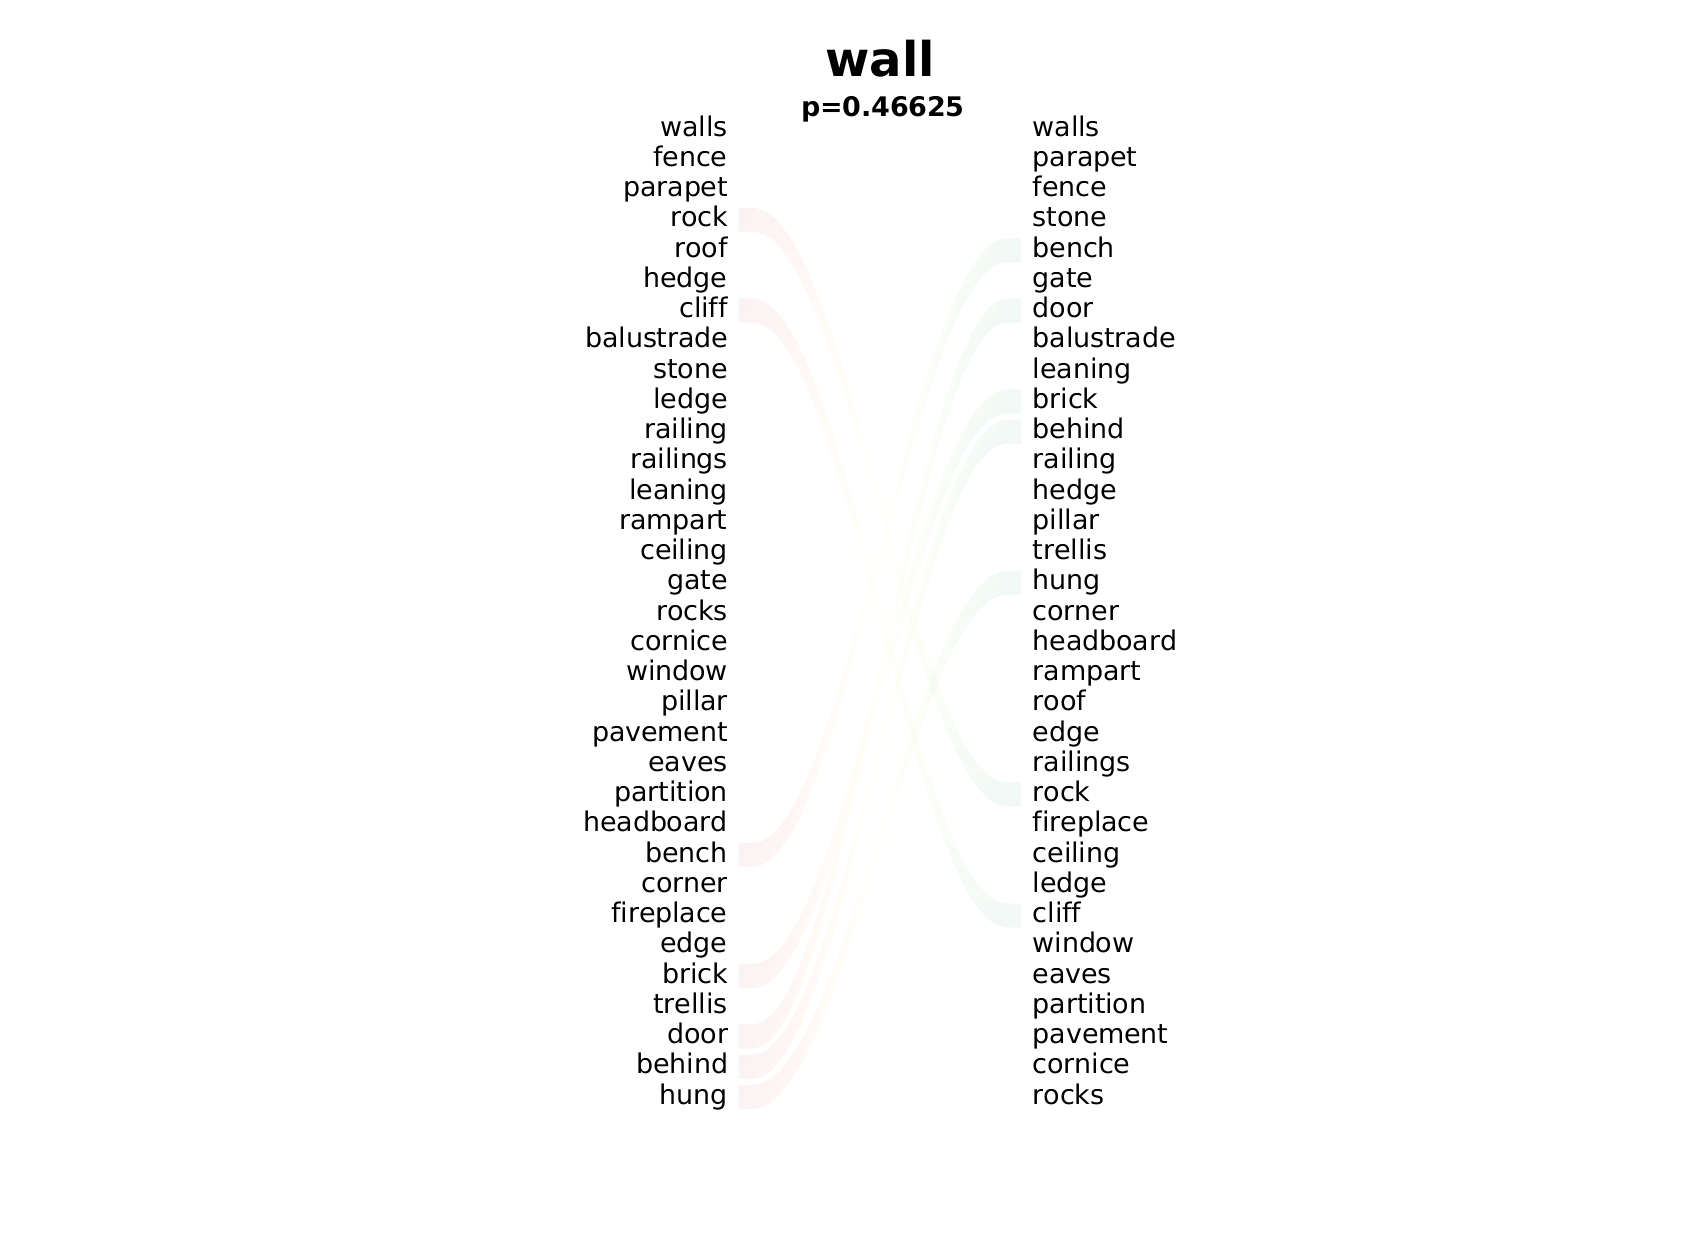 wall
p=0.46625
walls walls
fence parapet
parapet fence
rock stone
roof bench
hedge gate
cliff door
balustrade balustrade
stone leaning
ledge brick
railing behind
railings railing
leaning hedge
rampart pillar
ceiling trellis
gate hung
rocks corner
cornice headboard
window rampart
pillar roof
pavement edge
eaves railings
partition rock
headboard fireplace
bench ceiling
corner ledge
fireplace cliff
edge window
brick eaves
trellis partition
door pavement
behind cornice
hung rocks